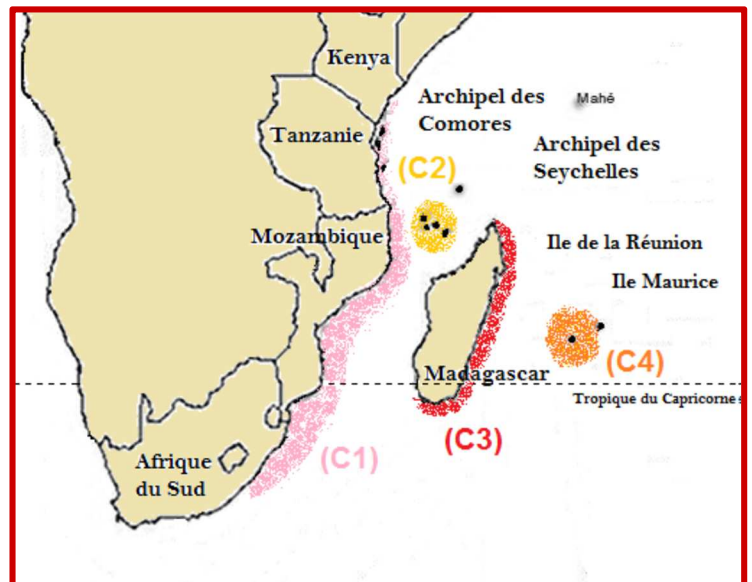 Kenya
Archipel des
Comores
Mahé
Tanzanie
Archipel des
Seychelles
(C2)
Mozambique
Ile de la Réunion
Ile Maurice
Madagascar
(C4)
Tropique du Capricornes
(C3)
(C1)
Afrique
du Sud